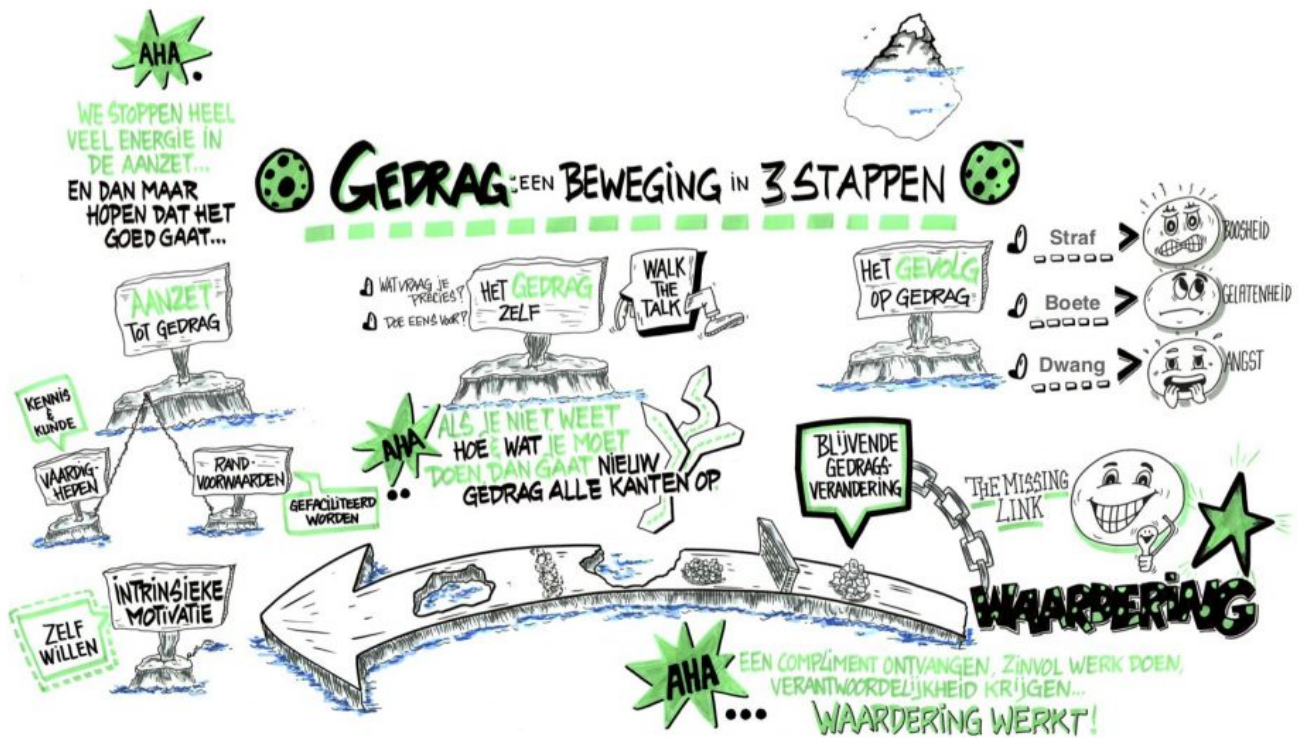 AHA.
WE STOPPEN HEEL
VEEL ENERGIE IN
DE AANZET...
EN DAN MAAR
HOPEN DAT HET
GOED GAAT...
GEDRAG: EEN BEWEGING IN 3 STAPPEN
AANZET
TOT GEDRAG
KENNIS
&
KUNDE
VAARDIG-
HEDEN
RAND-
VOORWAARDEN
GEFACILITEERD
WORDEN
INTRINSIEKE
MOTIVATIE
ZELF
WILLEN
WAT VRAAG JE
PRECIES?
DOE EENS VOOR?
HET GEDRAG
ZELF
WALK
THE
TALK
AHA..
ALS JE NIET WEET
HOE & WAT JE MOET
DOEN, DAN GAAT NIEUW
GEDRAG ALLE KANTEN OP
HET GEVOLG
OP GEDRAG
Straf > BOOSHEID
Boete > GELATENHEID
Dwang > ANGST
BLIJVENDE
GEDRAGS-
VERANDERING
THE MISSING
LINK
WAARDERING
AHA...
EEN COMPLIMENT ONTVANGEN, ZINVOL WERK DOEN,
VERANTWOORDELIJKHEID KRIJGEN...
WAARDERING WERKT!